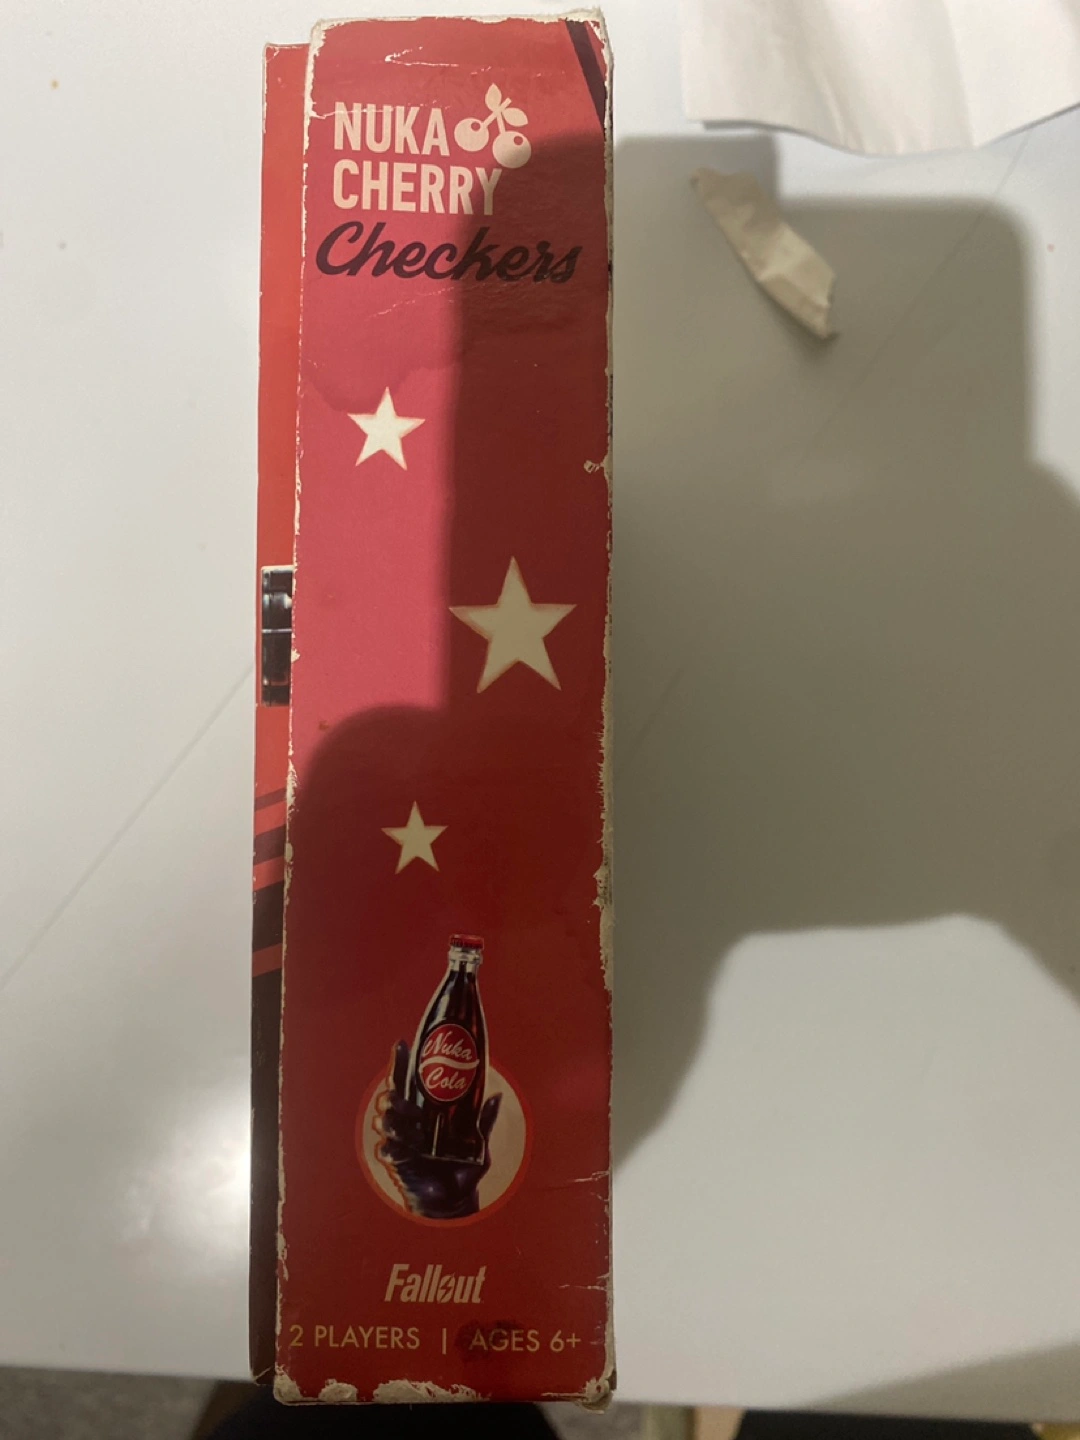 NUKA
CHERRY
Checkers
Nuka
Cola
Fallout
2 PLAYERS | AGES 6+